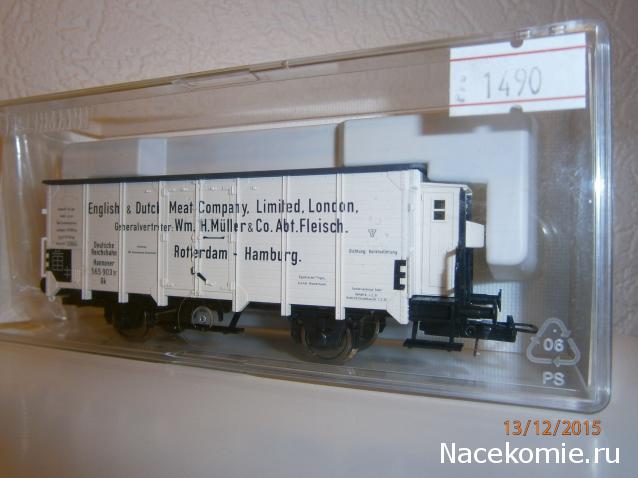 1490
English & Dutch Meat Company, Limited, London,
Generalvertreter: Wm. H. Müller & Co. Abt. Fleisch.
Rotterdam - Hamburg.
Deutsche
Reichsbahn
Hannover
565 903
Gk
E
06
PS
13/12/2015
Nacekomie.ru